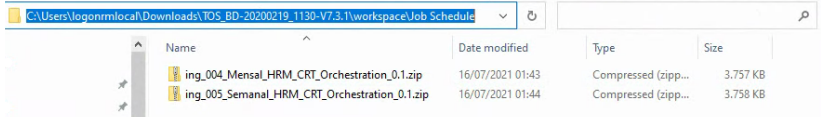 C:\Users\logonrmlocal\Downloads\TOS_BD-20200219_1130-V7.3.1\workspace\Job Schedule
Name Date modified Type Size
ing_004_Mensal_HRM_CRT_Orchestration_0.1.zip 16/07/2021 01:43 Compressed (zipp... 3.757 KB
ing_005_Semanal_HRM_CRT_Orchestration_0.1.zip 16/07/2021 01:44 Compressed (zipp... 3.758 KB